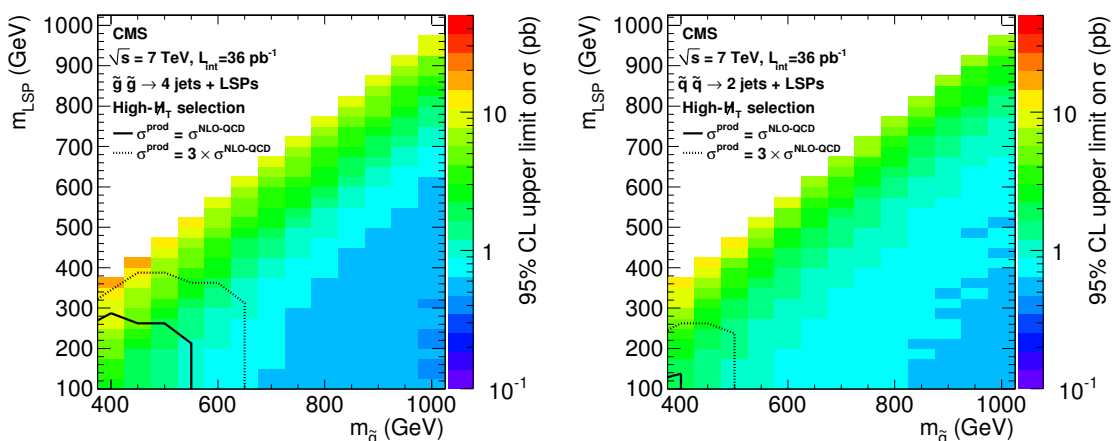 m_LSP (GeV)
1000
900
800
700
600
500
400
300
200
100
CMS
√s = 7 TeV, L_int=36 pb⁻¹
g̃ g̃ → 4 jets + LSPs
High-H̸_T selection
σ^prod = σ^NLO-QCD
σ^prod = 3 × σ^NLO-QCD
400 600 800 1000
m_g̃ (GeV)
10
1
10⁻¹
95% CL upper limit on σ (pb)
m_LSP (GeV)
1000
900
800
700
600
500
400
300
200
100
CMS
√s = 7 TeV, L_int=36 pb⁻¹
q̃ q̃ → 2 jets + LSPs
High-H̸_T selection
σ^prod = σ^NLO-QCD
σ^prod = 3 × σ^NLO-QCD
400 600 800 1000
m_q̃ (GeV)
10
1
10⁻¹
95% CL upper limit on σ (pb)